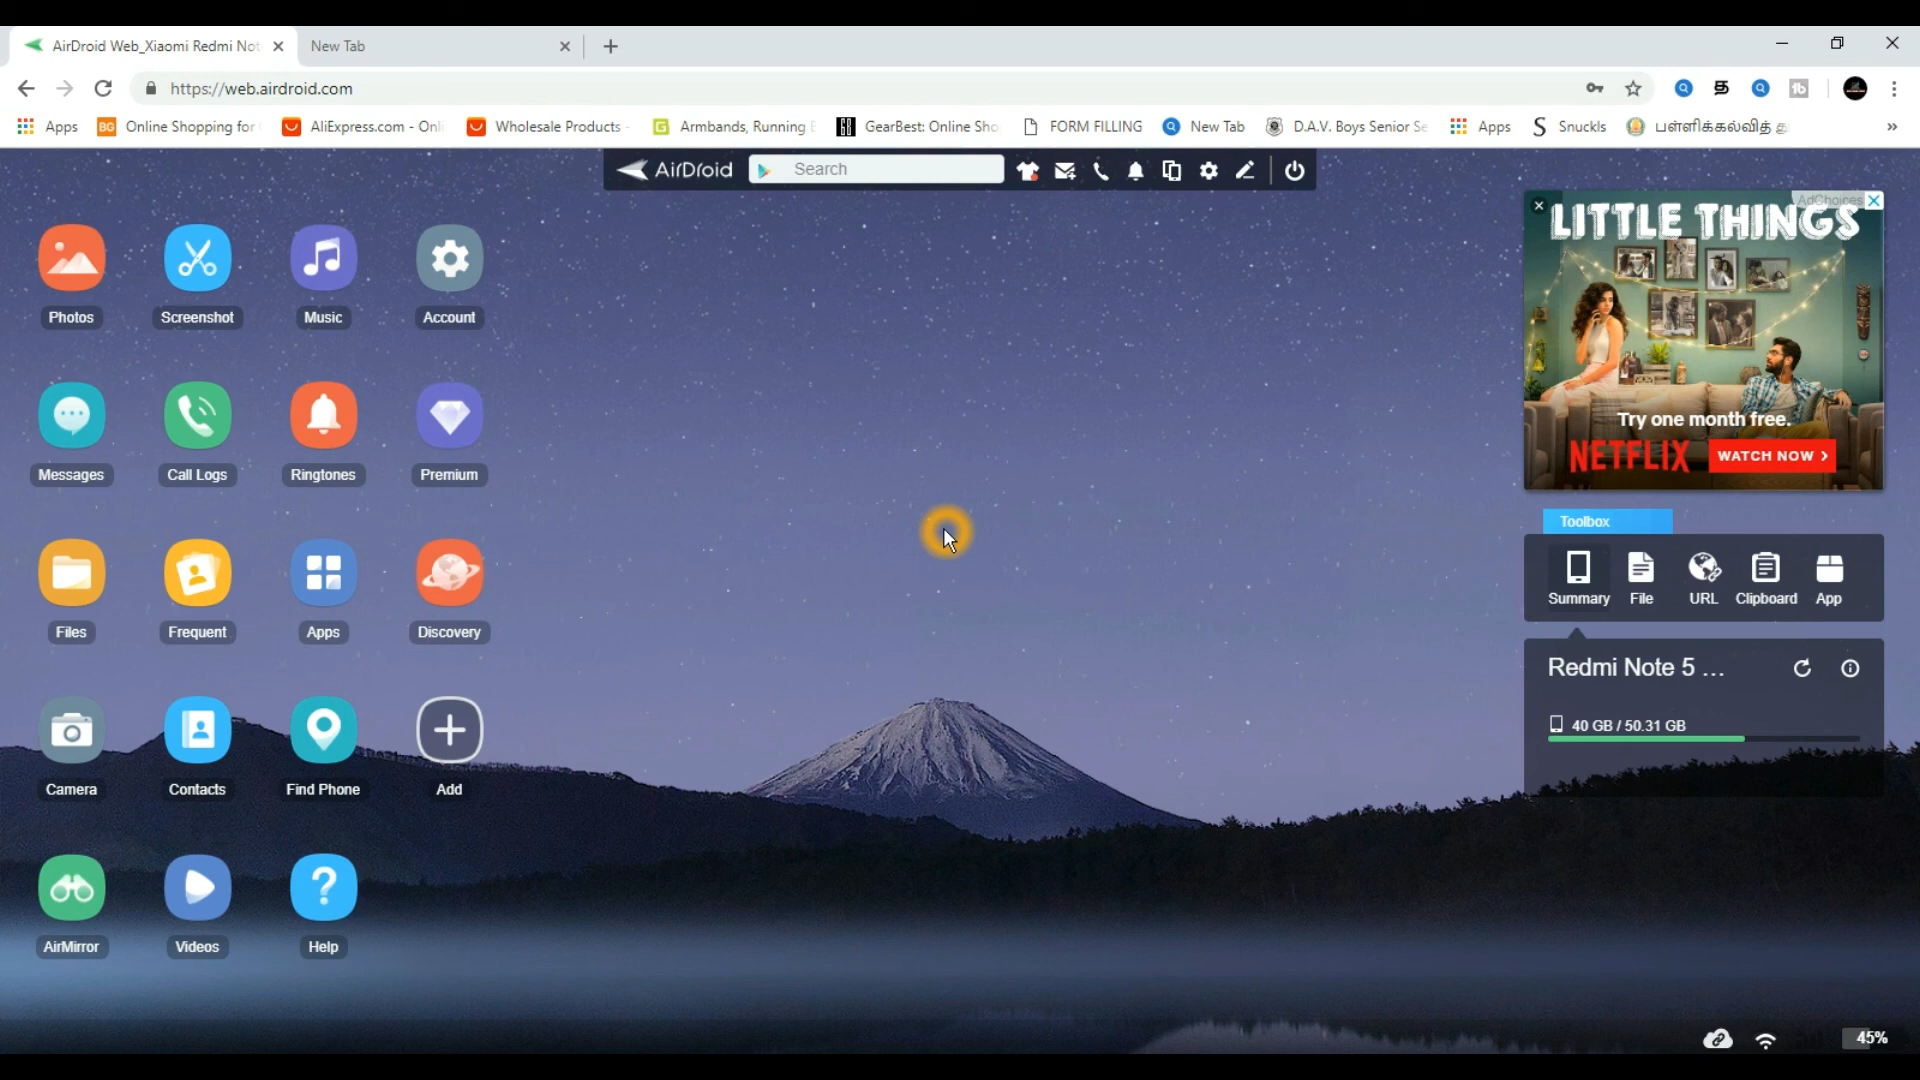 AirDroid Web_Xiaomi Redmi Not
New Tab
https://web.airdroid.com
Apps
Online Shopping for
AliExpress.com - Onli
Wholesale Products -
Armbands, Running
GearBest: Online Sho
FORM FILLING
New Tab
D.A.V. Boys Senior Se
Apps
Snuckls
பள்ளிக்கல்வித்
»
AirDroid
Search
Photos
Screenshot
Music
Account
Messages
Call Logs
Ringtones
Premium
Files
Frequent
Apps
Discovery
Camera
Contacts
Find Phone
Add
AirMirror
Videos
Help
AdChoices
LITTLE THINGS
Try one month free.
NETFLIX
WATCH NOW >
Toolbox
Summary
File
URL
Clipboard
App
Redmi Note 5 ...
40 GB / 50.31 GB
45%